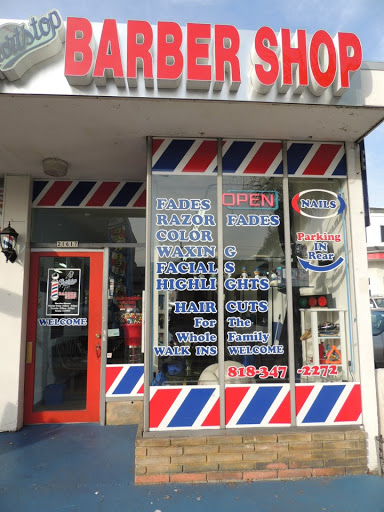 BARBER SHOP
21617
WELCOME
FADES
OPEN
RAZOR FADES
COLOR
WAXING
FACIALS
HIGHLIGHTS
HAIR CUTS
For The
Whole Family
WALK INS WELCOME
818-347-2272
NAILS
Parking
IN
Rear